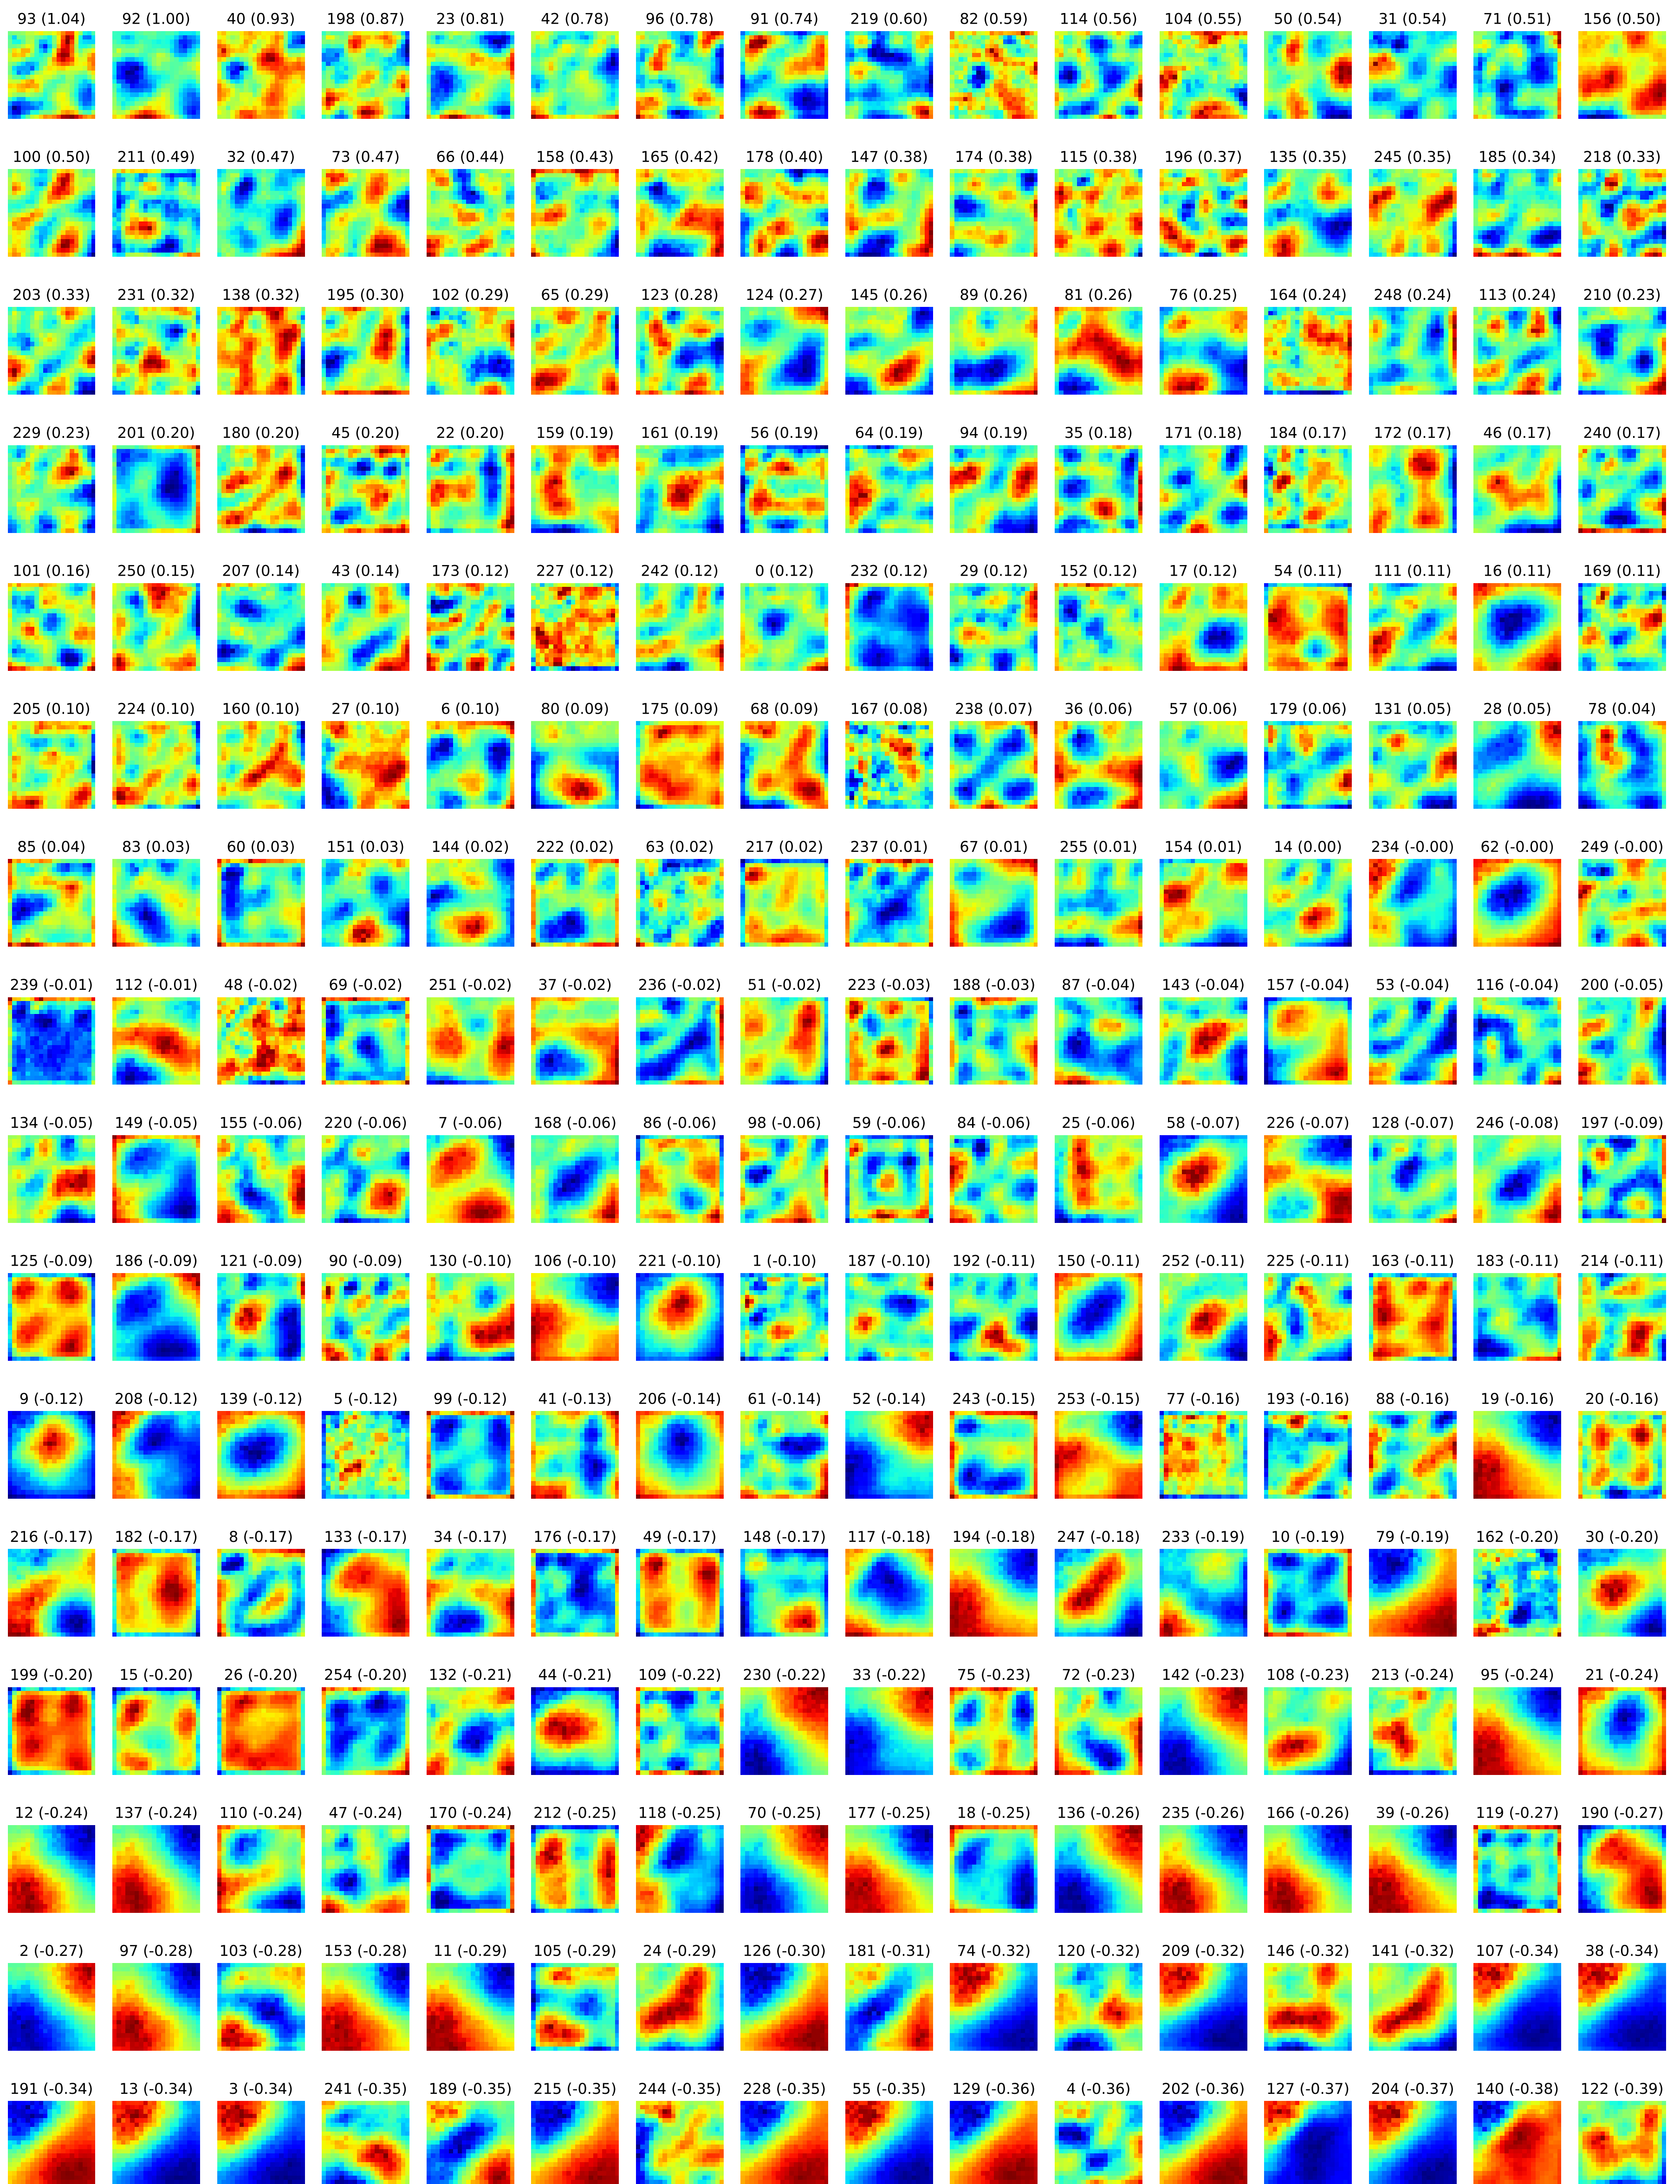 93 (1.04) 92 (1.00) 40 (0.93) 198 (0.87) 23 (0.81) 42 (0.78) 96 (0.78) 91 (0.74) 219 (0.60) 82 (0.59) 114 (0.56) 104 (0.55) 50 (0.54) 31 (0.54) 71 (0.51) 156 (0.50)
100 (0.50) 211 (0.49) 32 (0.47) 73 (0.47) 66 (0.44) 158 (0.43) 165 (0.42) 178 (0.40) 147 (0.38) 174 (0.38) 115 (0.38) 196 (0.37) 135 (0.35) 245 (0.35) 185 (0.34) 218 (0.33)
203 (0.33) 231 (0.32) 138 (0.32) 195 (0.30) 102 (0.29) 65 (0.29) 123 (0.28) 124 (0.27) 145 (0.26) 89 (0.26) 81 (0.26) 76 (0.25) 164 (0.24) 248 (0.24) 113 (0.24) 210 (0.23)
229 (0.23) 201 (0.20) 180 (0.20) 45 (0.20) 22 (0.20) 159 (0.19) 161 (0.19) 56 (0.19) 64 (0.19) 94 (0.19) 35 (0.18) 171 (0.18) 184 (0.17) 172 (0.17) 46 (0.17) 240 (0.17)
101 (0.16) 250 (0.15) 207 (0.14) 43 (0.14) 173 (0.12) 227 (0.12) 242 (0.12) 0 (0.12) 232 (0.12) 29 (0.12) 152 (0.12) 17 (0.12) 54 (0.11) 111 (0.11) 16 (0.11) 169 (0.11)
205 (0.10) 224 (0.10) 160 (0.10) 27 (0.10) 6 (0.10) 80 (0.09) 175 (0.09) 68 (0.09) 167 (0.08) 238 (0.07) 36 (0.06) 57 (0.06) 179 (0.06) 131 (0.05) 28 (0.05) 78 (0.04)
85 (0.04) 83 (0.03) 60 (0.03) 151 (0.03) 144 (0.02) 222 (0.02) 63 (0.02) 217 (0.02) 237 (0.01) 67 (0.01) 255 (0.01) 154 (0.01) 14 (0.00) 234 (-0.00) 62 (-0.00) 249 (-0.00)
239 (-0.01) 112 (-0.01) 48 (-0.02) 69 (-0.02) 251 (-0.02) 37 (-0.02) 236 (-0.02) 51 (-0.02) 223 (-0.03) 188 (-0.03) 87 (-0.04) 143 (-0.04) 157 (-0.04) 53 (-0.04) 116 (-0.04) 200 (-0.05)
134 (-0.05) 149 (-0.05) 155 (-0.06) 220 (-0.06) 7 (-0.06) 168 (-0.06) 86 (-0.06) 98 (-0.06) 59 (-0.06) 84 (-0.06) 25 (-0.06) 58 (-0.07) 226 (-0.07) 128 (-0.07) 246 (-0.08) 197 (-0.09)
125 (-0.09) 186 (-0.09) 121 (-0.09) 90 (-0.09) 130 (-0.10) 106 (-0.10) 221 (-0.10) 1 (-0.10) 187 (-0.10) 192 (-0.11) 150 (-0.11) 252 (-0.11) 225 (-0.11) 163 (-0.11) 183 (-0.11) 214 (-0.11)
9 (-0.12) 208 (-0.12) 139 (-0.12) 5 (-0.12) 99 (-0.12) 41 (-0.13) 206 (-0.14) 61 (-0.14) 52 (-0.14) 243 (-0.15) 253 (-0.15) 77 (-0.16) 193 (-0.16) 88 (-0.16) 19 (-0.16) 20 (-0.16)
216 (-0.17) 182 (-0.17) 8 (-0.17) 133 (-0.17) 34 (-0.17) 176 (-0.17) 49 (-0.17) 148 (-0.17) 117 (-0.18) 194 (-0.18) 247 (-0.18) 233 (-0.19) 10 (-0.19) 79 (-0.19) 162 (-0.20) 30 (-0.20)
199 (-0.20) 15 (-0.20) 26 (-0.20) 254 (-0.20) 132 (-0.21) 44 (-0.21) 109 (-0.22) 230 (-0.22) 33 (-0.22) 75 (-0.23) 72 (-0.23) 142 (-0.23) 108 (-0.23) 213 (-0.24) 95 (-0.24) 21 (-0.24)
12 (-0.24) 137 (-0.24) 110 (-0.24) 47 (-0.24) 170 (-0.24) 212 (-0.25) 118 (-0.25) 70 (-0.25) 177 (-0.25) 18 (-0.25) 136 (-0.26) 235 (-0.26) 166 (-0.26) 39 (-0.26) 119 (-0.27) 190 (-0.27)
2 (-0.27) 97 (-0.28) 103 (-0.28) 153 (-0.28) 11 (-0.29) 105 (-0.29) 24 (-0.29) 126 (-0.30) 181 (-0.31) 74 (-0.32) 120 (-0.32) 209 (-0.32) 146 (-0.32) 141 (-0.32) 107 (-0.34) 38 (-0.34)
191 (-0.34) 13 (-0.34) 3 (-0.34) 241 (-0.35) 189 (-0.35) 215 (-0.35) 244 (-0.35) 228 (-0.35) 55 (-0.35) 129 (-0.36) 4 (-0.36) 202 (-0.36) 127 (-0.37) 204 (-0.37) 140 (-0.38) 122 (-0.39)